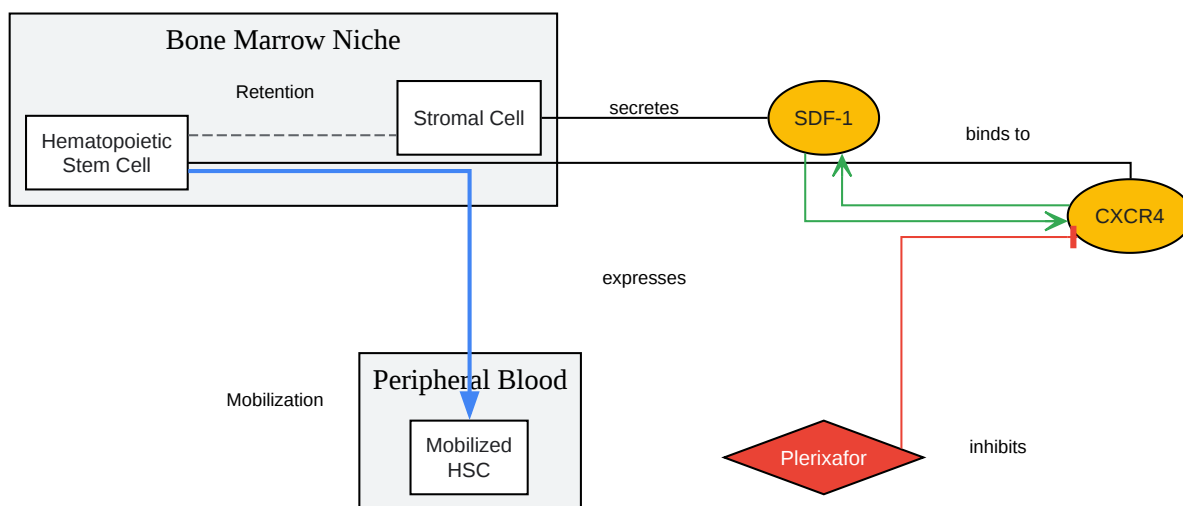 Bone Marrow Niche
Retention
Stromal Cell
secretes
SDF-1
binds to
Hematopoietic
Stem Cell
CXCR4
expresses
Peripheral Blood
Mobilization
Mobilized
HSC
Plerixafor
inhibits